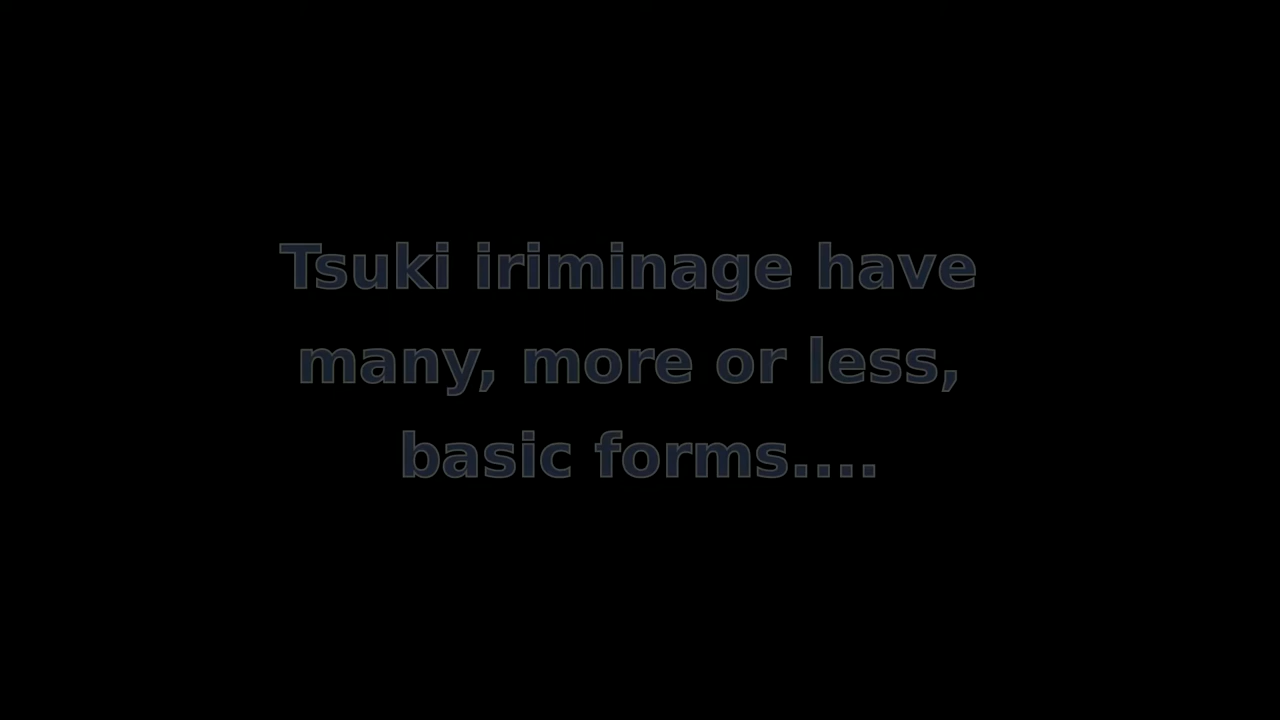 Tsuki iriminage have
many, more or less,
basic forms....